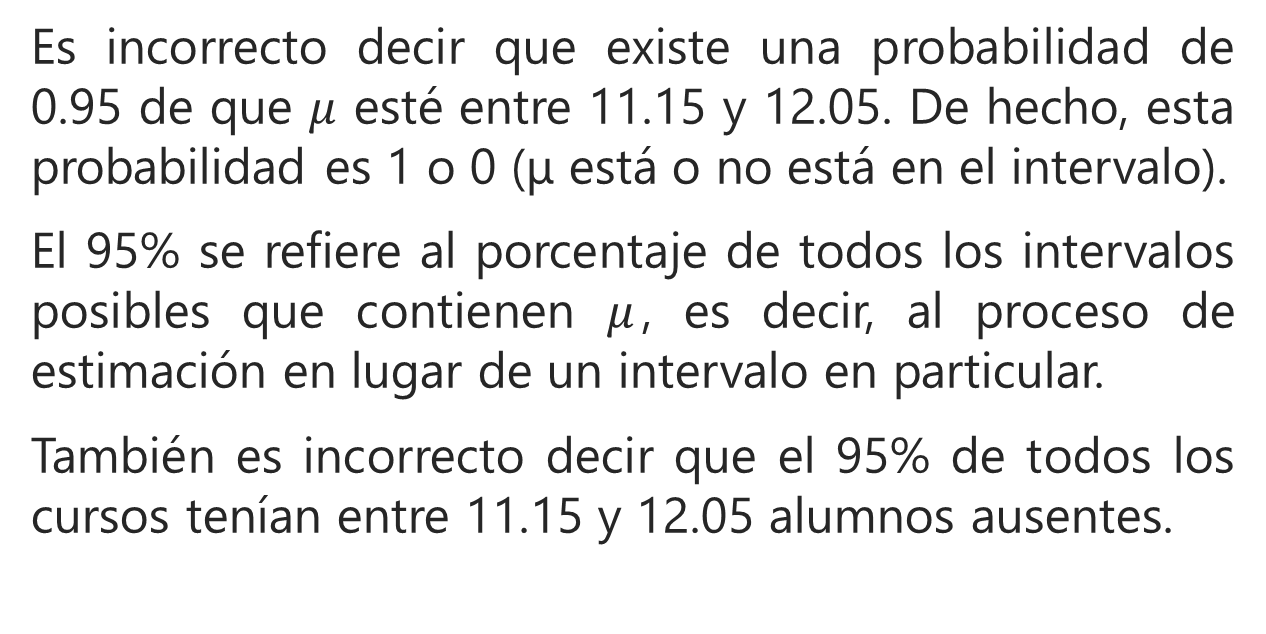 Es incorrecto decir que existe una probabilidad de
0.95 de que 𝜇 esté entre 11.15 y 12.05. De hecho, esta
probabilidad es 1 o 0 (μ está o no está en el intervalo).
El 95% se refiere al porcentaje de todos los intervalos
posibles que contienen 𝜇, es decir, al proceso de
estimación en lugar de un intervalo en particular.
También es incorrecto decir que el 95% de todos los
cursos tenían entre 11.15 y 12.05 alumnos ausentes.